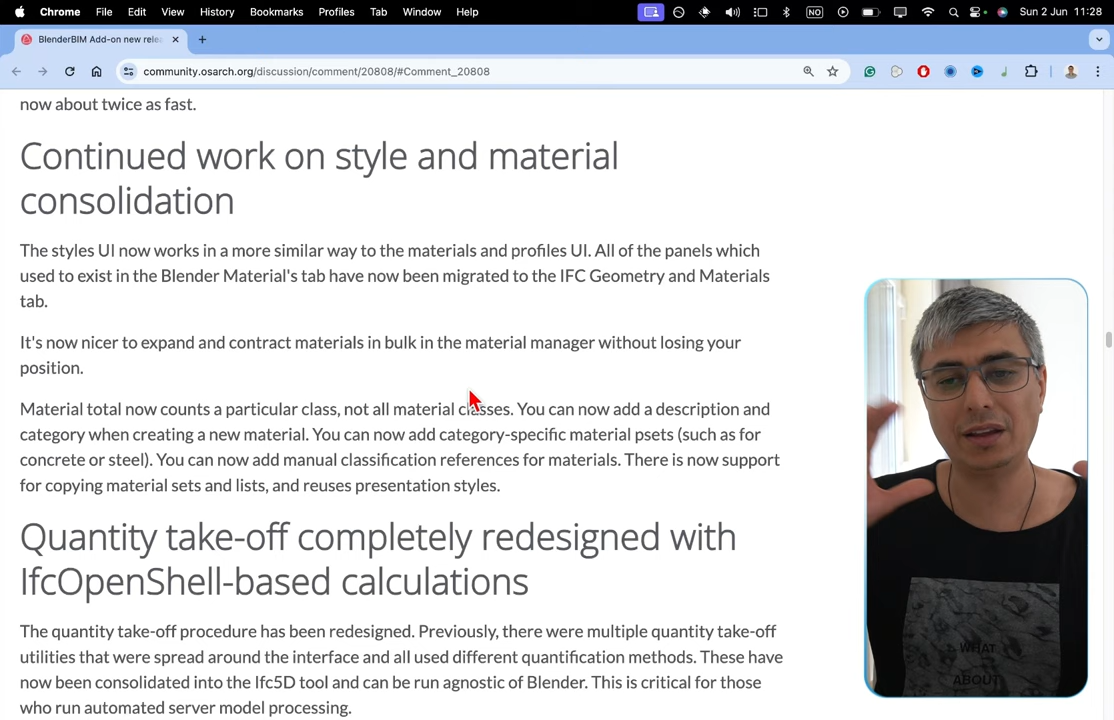 Chrome File Edit View History Bookmarks Profiles Tab Window Help NO Sun 2 Jun 11:28
BlenderBIM Add-on new rele
community.osarch.org/discussion/comment/20808/#Comment_20808
now about twice as fast.
Continued work on style and material
consolidation
The styles UI now works in a more similar way to the materials and profiles UI. All of the panels which
used to exist in the Blender Material's tab have now been migrated to the IFC Geometry and Materials
tab.
It's now nicer to expand and contract materials in bulk in the material manager without losing your
position.
Material total now counts a particular class, not all material classes. You can now add a description and
category when creating a new material. You can now add category-specific material psets (such as for
concrete or steel). You can now add manual classification references for materials. There is now support
for copying material sets and lists, and reuses presentation styles.
Quantity take-off completely redesigned with
IfcOpenShell-based calculations
The quantity take-off procedure has been redesigned. Previously, there were multiple quantity take-off
utilities that were spread around the interface and all used different quantification methods. These have
now been consolidated into the Ifc5D tool and can be run agnostic of Blender. This is critical for those
who run automated server model processing.
WHAT
ABOUT